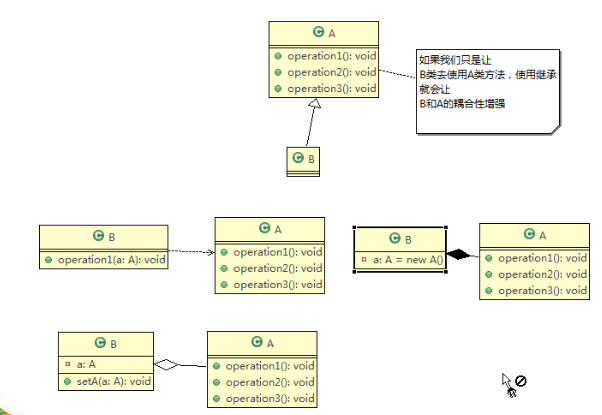 A
operation1(): void
operation2(): void
operation3(): void
如果我们只是让
B类去使用A类方法，使用继承
就会让
B和A的耦合性增强
B
B
operation1(a: A): void
A
operation1(): void
operation2(): void
operation3(): void
B
a: A = new A()
A
operation1(): void
operation2(): void
operation3(): void
B
a: A
setA(a: A): void
A
operation1(): void
operation2(): void
operation3(): void